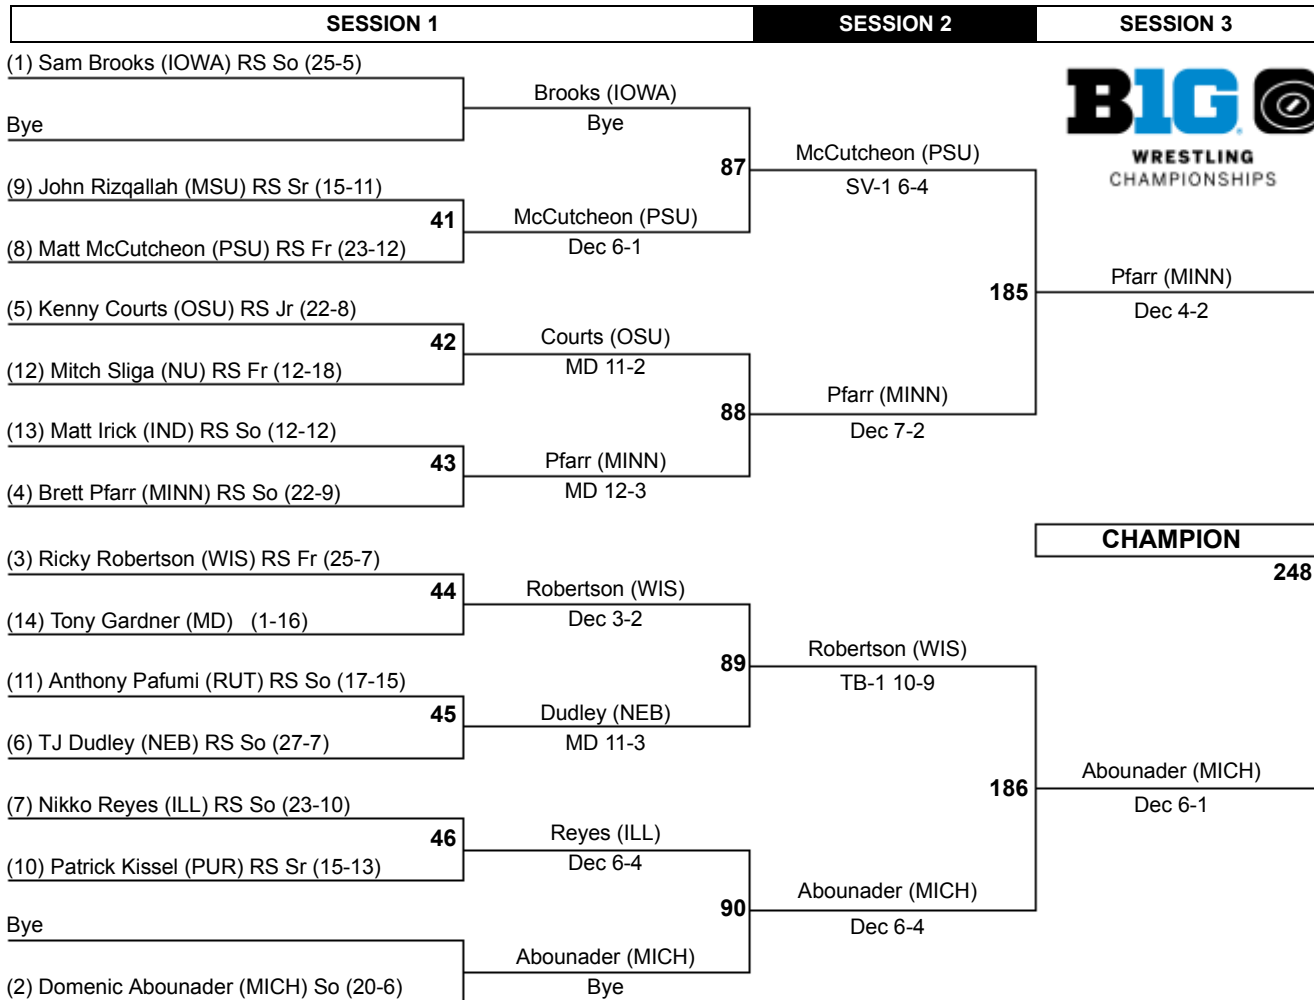 SESSION 1
SESSION 2
SESSION 3
(1) Sam Brooks (IOWA) RS So (25-5)
Bye
(9) John Rizqallah (MSU) RS Sr (15-11)
41
(8) Matt McCutcheon (PSU) RS Fr (23-12)
(5) Kenny Courts (OSU) RS Jr (22-8)
42
(12) Mitch Sliga (NU) RS Fr (12-18)
(13) Matt Irick (IND) RS So (12-12)
43
(4) Brett Pfarr (MINN) RS So (22-9)
(3) Ricky Robertson (WIS) RS Fr (25-7)
44
(14) Tony Gardner (MD) (1-16)
(11) Anthony Pafumi (RUT) RS So (17-15)
45
(6) TJ Dudley (NEB) RS So (27-7)
(7) Nikko Reyes (ILL) RS So (23-10)
46
(10) Patrick Kissel (PUR) RS Sr (15-13)
Bye
(2) Domenic Abounader (MICH) So (20-6)
Brooks (IOWA)
Bye
87
McCutcheon (PSU)
Dec 6-1
Courts (OSU)
MD 11-2
88
Pfarr (MINN)
MD 12-3
Robertson (WIS)
Dec 3-2
89
Dudley (NEB)
MD 11-3
Reyes (ILL)
Dec 6-4
90
Abounader (MICH)
Bye
McCutcheon (PSU)
SV-1 6-4
185
Pfarr (MINN)
Dec 7-2
Robertson (WIS)
TB-1 10-9
186
Abounader (MICH)
Dec 6-4
B1G
WRESTLING
CHAMPIONSHIPS
Pfarr (MINN)
Dec 4-2
CHAMPION
248
Abounader (MICH)
Dec 6-1